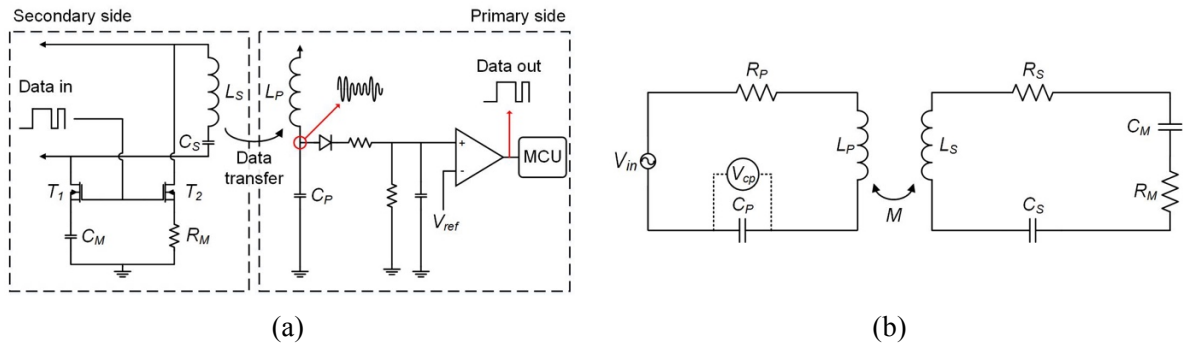 Secondary side
Primary side
Data in
L_S
L_P
Data out
C_S
Data
transfer
MCU
T_1
T_2
C_P
V_ref
C_M
R_M
+
-
(a)
R_P
R_S
C_M
V_in
L_P
L_S
V_cp
R_M
C_P
M
C_S
(b)